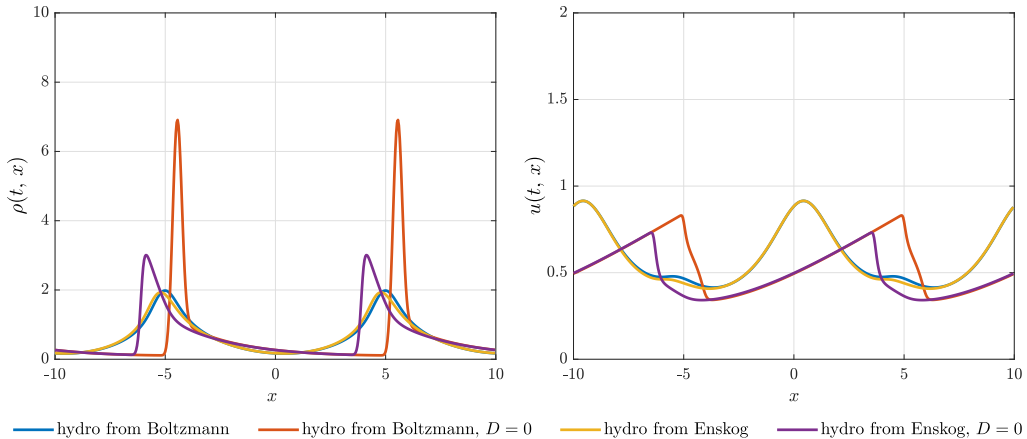 10
8
6
4
2
0
ρ(t, x)
-10 -5 0 5 10
x
2
1.5
1
0.5
0
u(t, x)
-10 -5 0 5 10
x
hydro from Boltzmann hydro from Boltzmann, D = 0 hydro from Enskog hydro from Enskog, D = 0